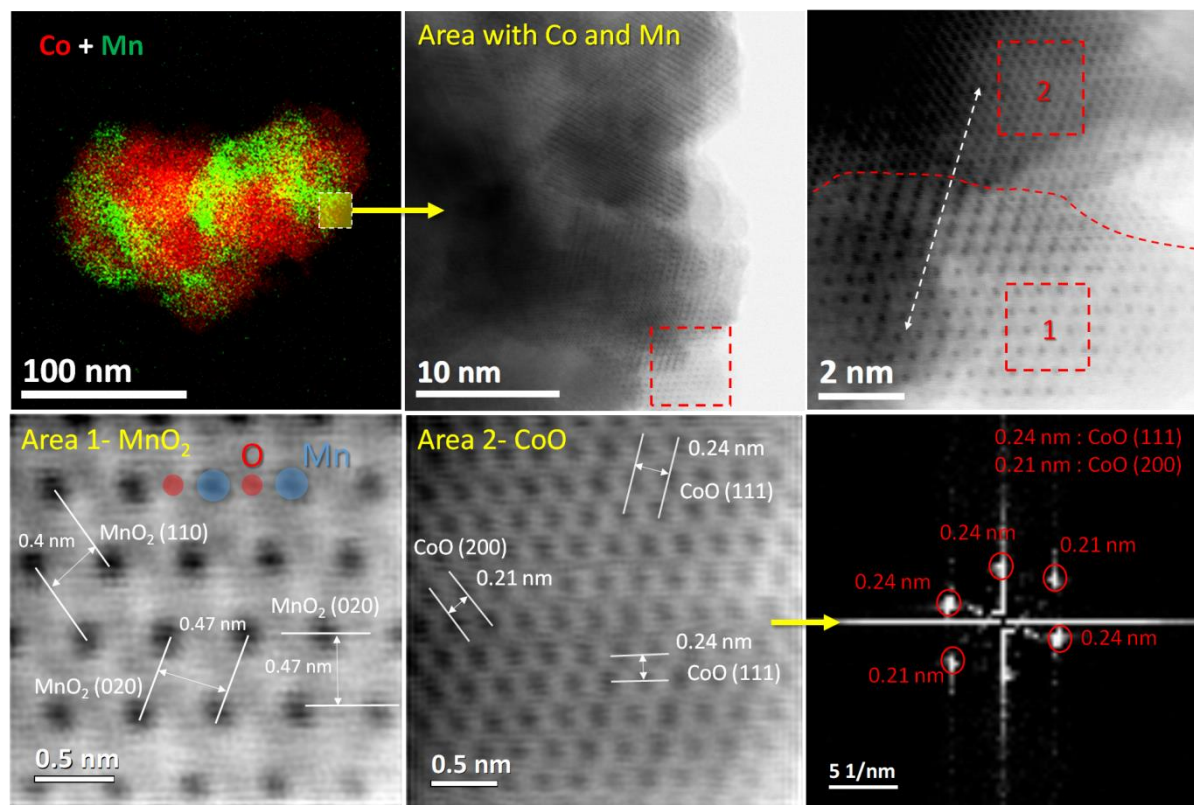 Co + Mn
100 nm
Area with Co and Mn
10 nm
2
1
2 nm
Area 1- MnO₂
O Mn
MnO₂ (110)
0.4 nm
MnO₂ (020)
0.47 nm
0.47 nm
MnO₂ (020)
0.5 nm
Area 2- CoO
0.24 nm
CoO (111)
CoO (200)
0.21 nm
0.24 nm
CoO (111)
0.5 nm
0.24 nm : CoO (111)
0.21 nm : CoO (200)
0.24 nm
0.21 nm
0.24 nm
0.24 nm
0.21 nm
5 1/nm